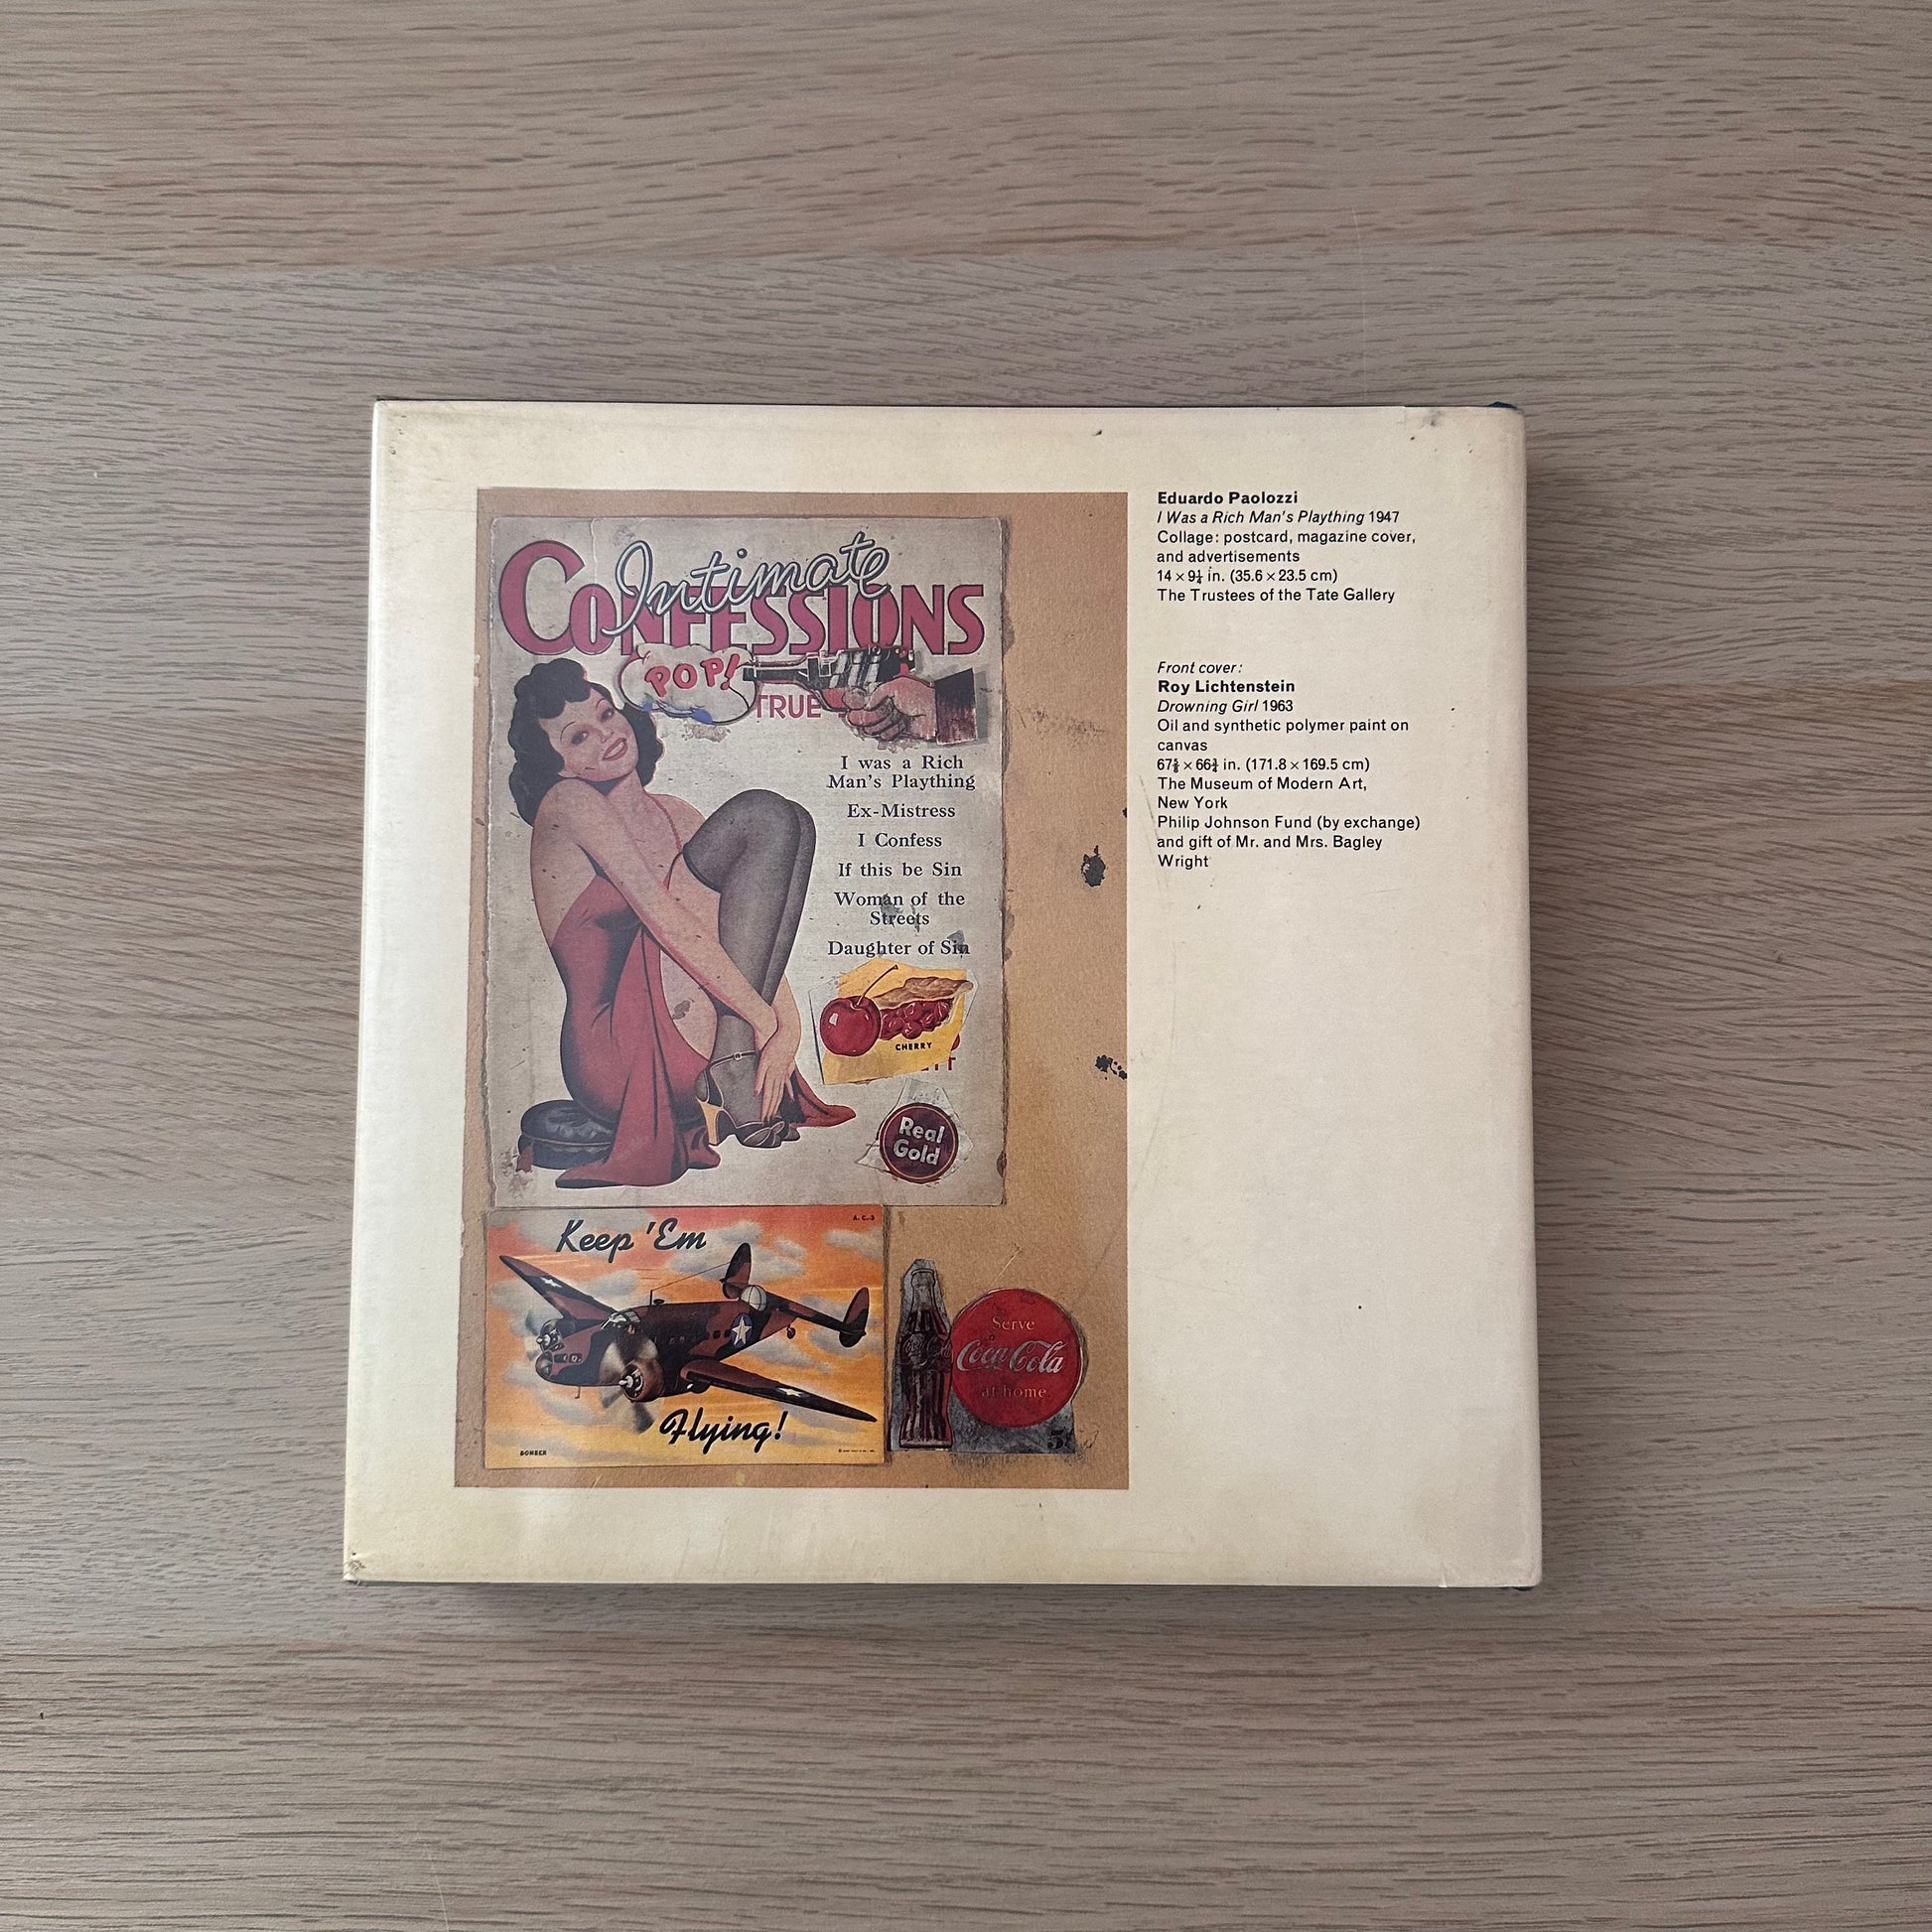 Intimate
CONFESSIONS
POP!
TRUE
I was a Rich
Man's Plaything
Ex-Mistress
I Confess
If this be Sin
Woman of the
Streets
Daughter of Sin
CHERRY
Real
Gold
Keep 'Em
A.C.-3
Flying!
BOMBER
Serve
Coca-Cola
at home
5¢
Eduardo Paolozzi
I Was a Rich Man's Plaything 1947
Collage: postcard, magazine cover,
and advertisements
14 × 9¼ in. (35.6 × 23.5 cm)
The Trustees of the Tate Gallery
Front cover:
Roy Lichtenstein
Drowning Girl 1963
Oil and synthetic polymer paint on
canvas
67⅝ × 66¾ in. (171.8 × 169.5 cm)
The Museum of Modern Art,
New York
Philip Johnson Fund (by exchange)
and gift of Mr. and Mrs. Bagley
Wright